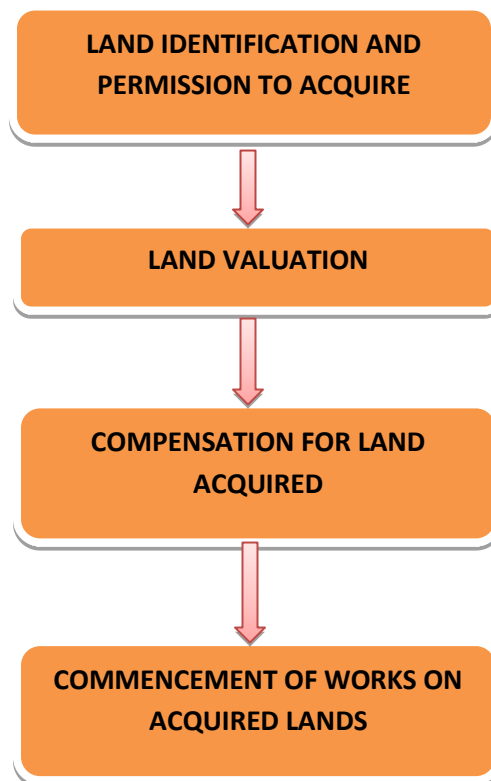 LAND IDENTIFICATION AND
PERMISSION TO ACQUIRE
LAND VALUATION
COMPENSATION FOR LAND
ACQUIRED
COMMENCEMENT OF WORKS ON
ACQUIRED LANDS